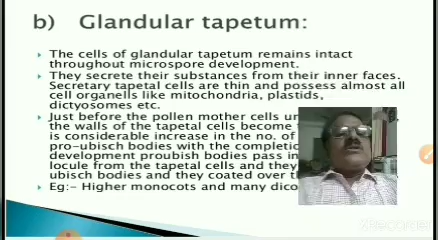 b) Glandular tapetum:
The cells of glandular tapetum remains intact
throughout microspore development.
They secrete their substances from their inner faces.
Secretary tapetal cells are thin and possess almost all
cell organells like mitochondria, plastids,
dictyosomes etc.
Just before the pollen mother cells
the walls of the tapetal cells become
is considerable increase in the no. of
pro-ubisch bodies with the
development proubish bodies pass
locule from the tapetal cells and they
ubisch bodies and they coated over
Eg:- Higher monocots and many